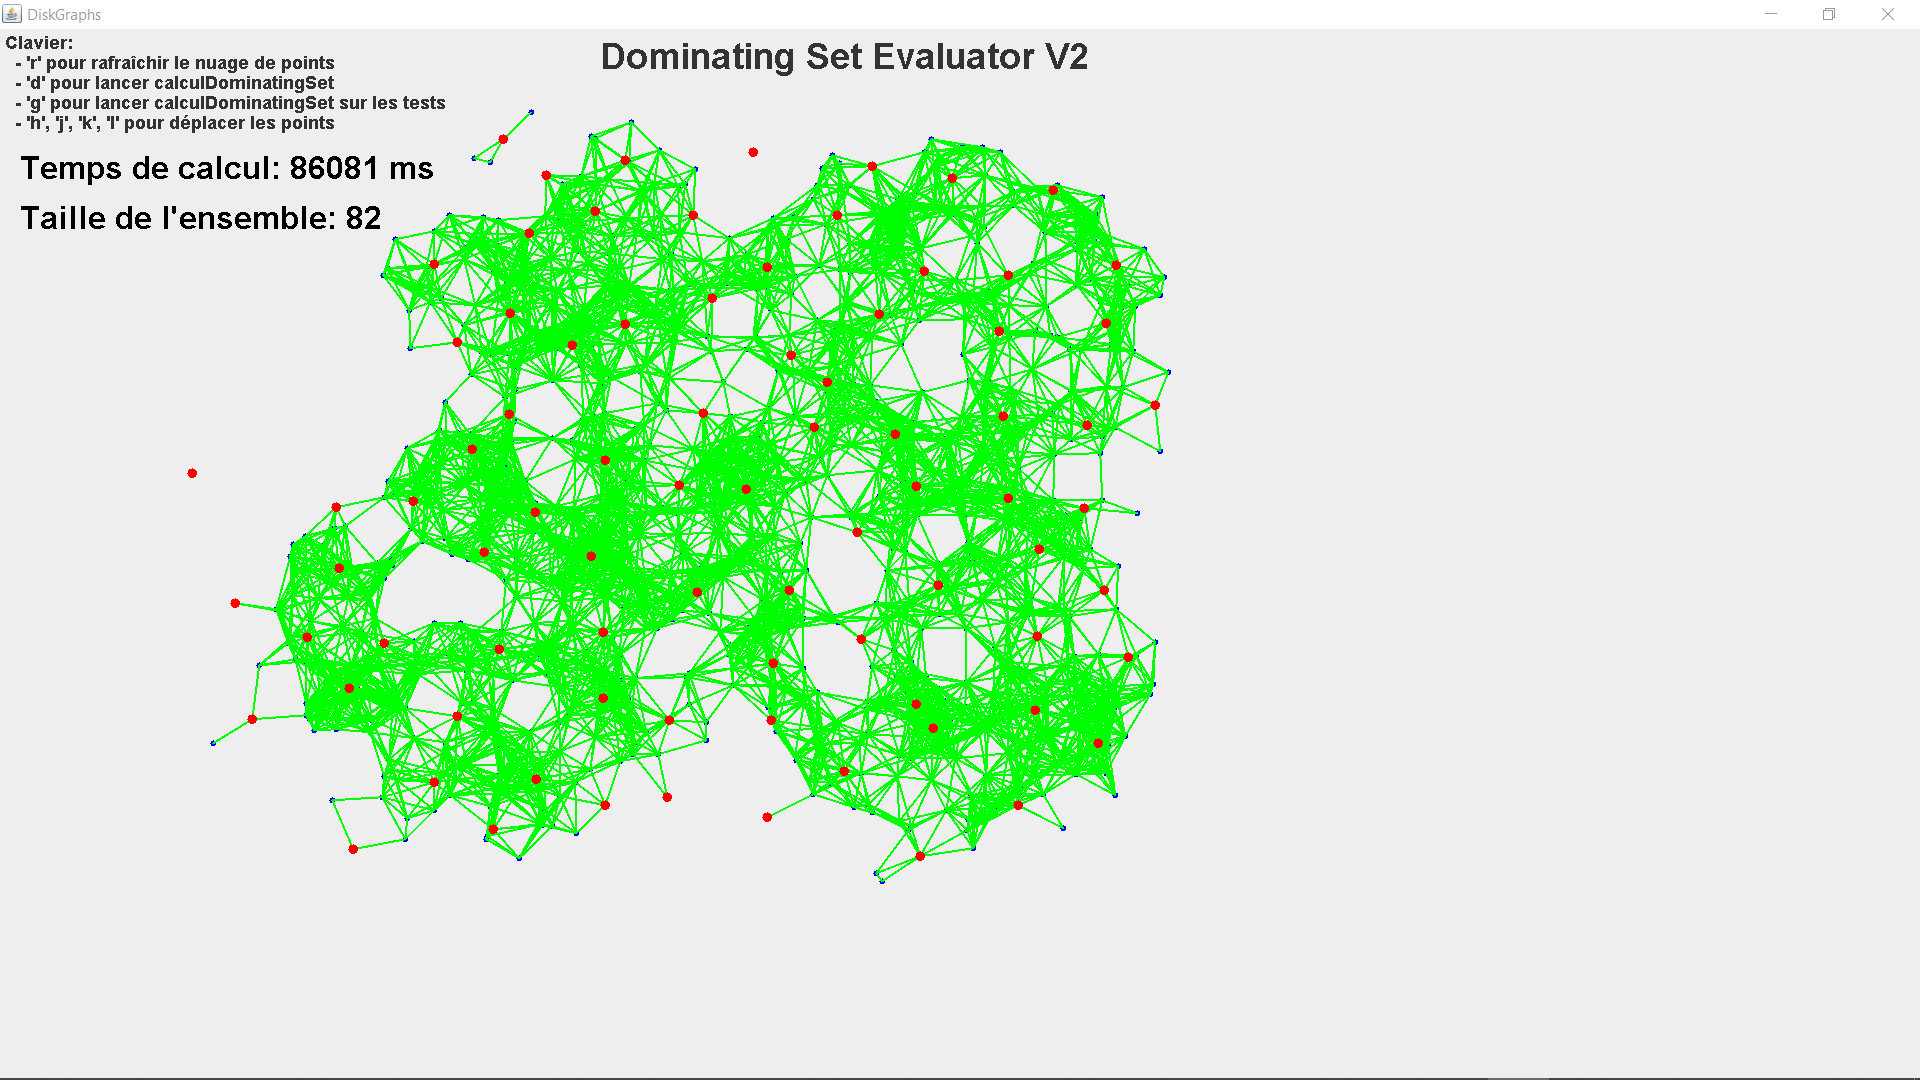 DiskGraphs
Clavier:
- 'r' pour rafraichir le nuage de points
- 'd' pour lancer calculDominatingSet
- 'g' pour lancer calculDominatingSet sur les tests
- 'h', 'j', 'k', 'l' pour déplacer les points
Dominating Set Evaluator V2
Temps de calcul: 86081 ms
Taille de l'ensemble: 82